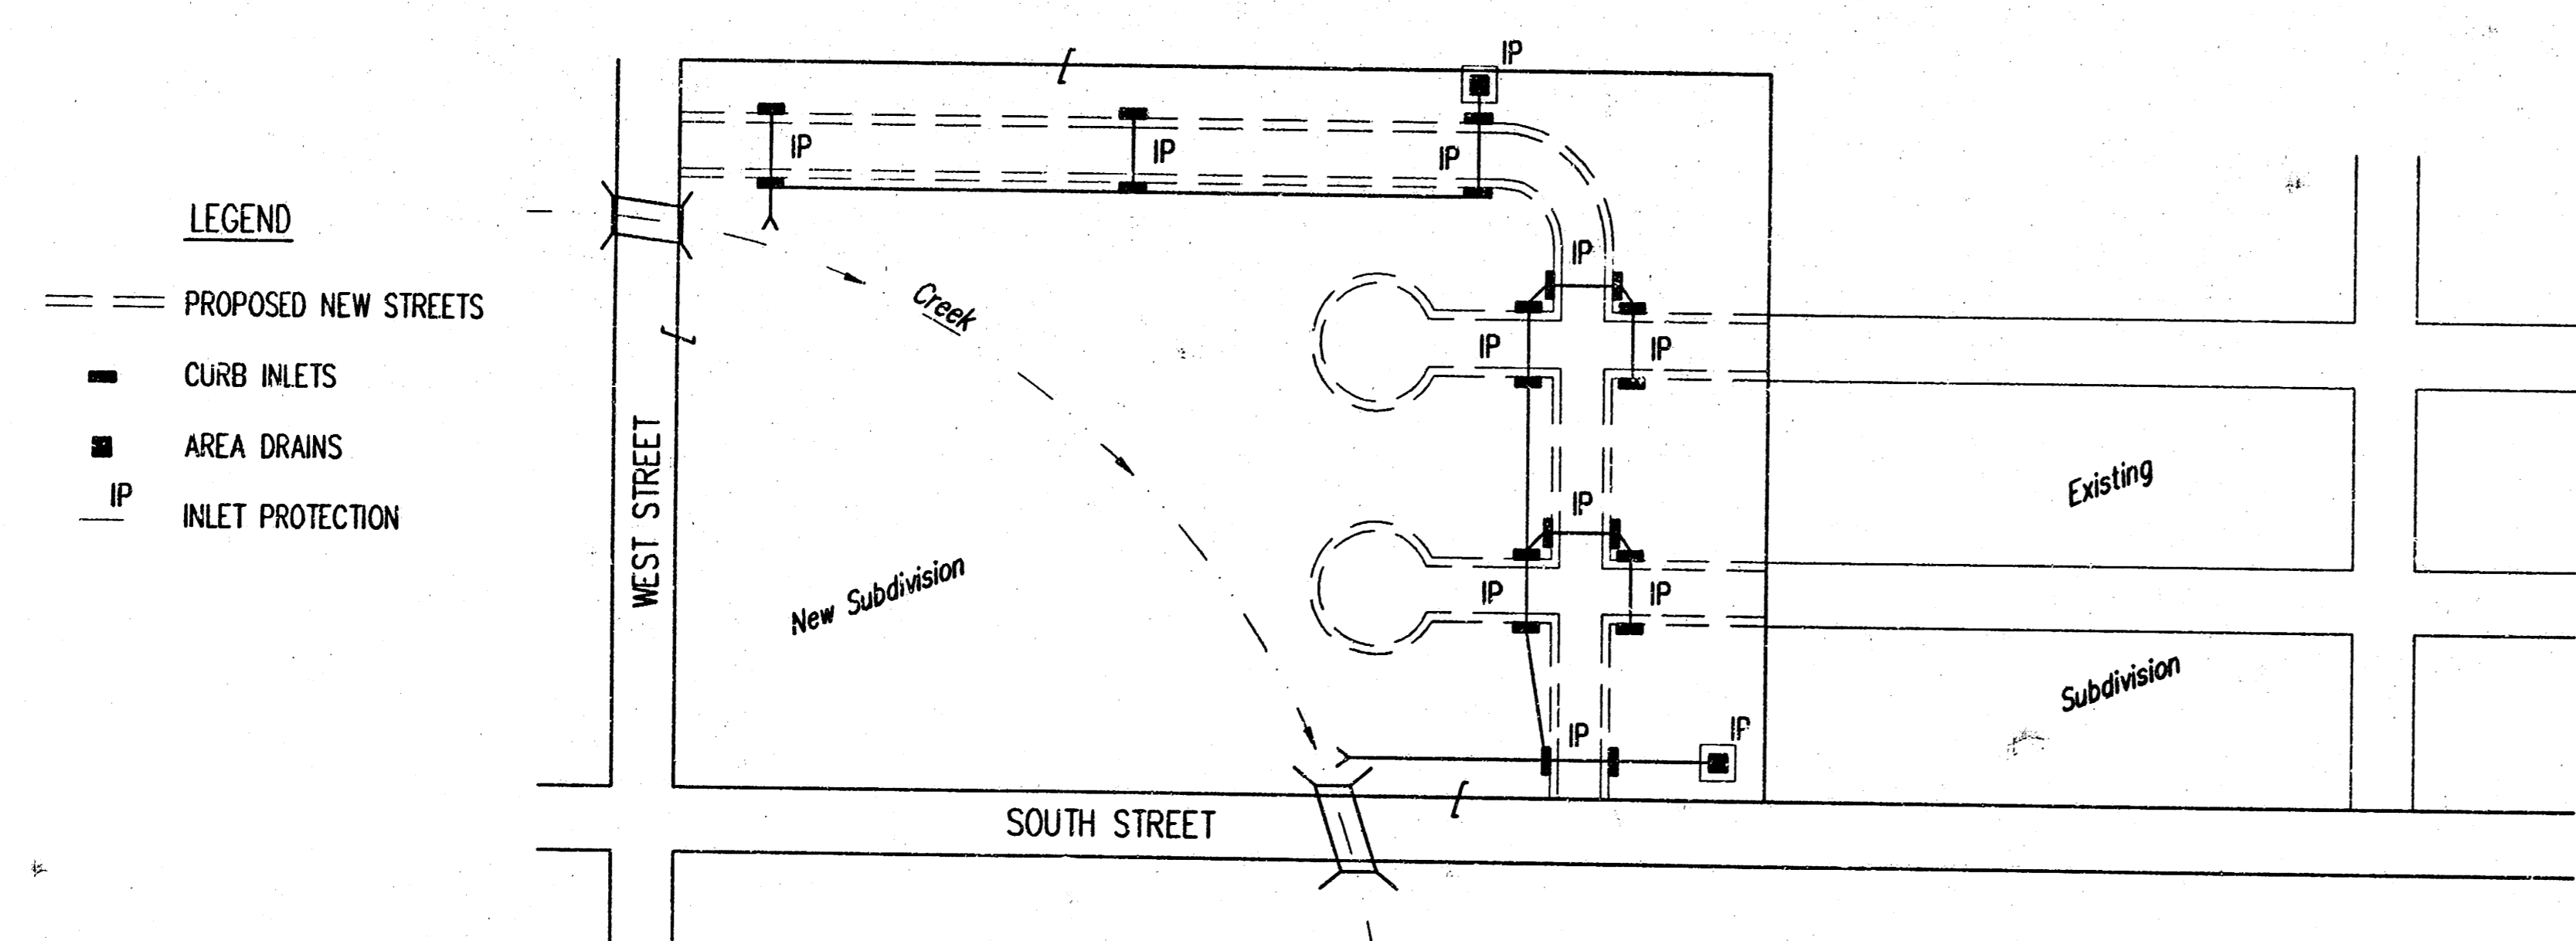 LEGEND
PROPOSED NEW STREETS
CURB INLETS
AREA DRAINS
IP
INLET PROTECTION
IP
IP
IP
IP
IP
Creek
IP
IP
WEST STREET
New Subdivision
IP
IP
IP
IP
IP
SOUTH STREET
Existing
Subdivision